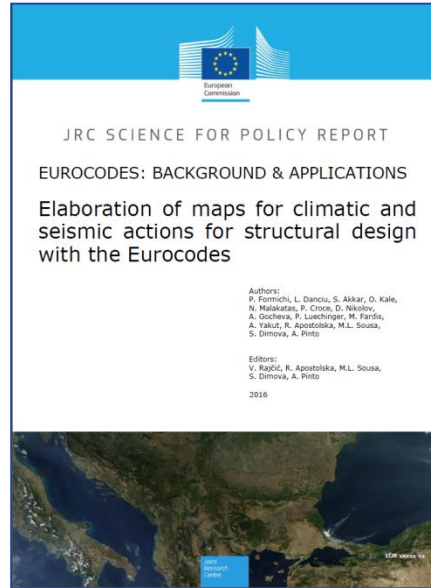 European
Commission
JRC SCIENCE FOR POLICY REPORT
EUROCODES: BACKGROUND & APPLICATIONS
Elaboration of maps for climatic and
seismic actions for structural design
with the Eurocodes
Authors:
P. Formichi, L. Danciu, S. Akkar, O. Kale,
N. Malakatas, P. Croce, D. Nikolov,
A. Gocheva, P. Luechinger, M. Fardis,
A. Yakut, R. Apostolska, M.L. Sousa,
S. Dimova, A. Pinto
Editors:
V. Rajčić, R. Apostolska, M.L. Sousa,
S. Dimova, A. Pinto
2016
Joint
Research
Centre